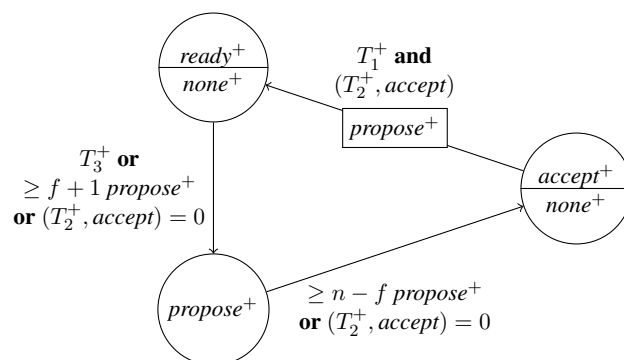 ready⁺
none⁺
T₁⁺ and
(T₂⁺, accept)
propose⁺
accept⁺
none⁺
T₃⁺ or
≥ f + 1 propose⁺
or (T₂⁺, accept) = 0
propose⁺
≥ n − f propose⁺
or (T₂⁺, accept) = 0